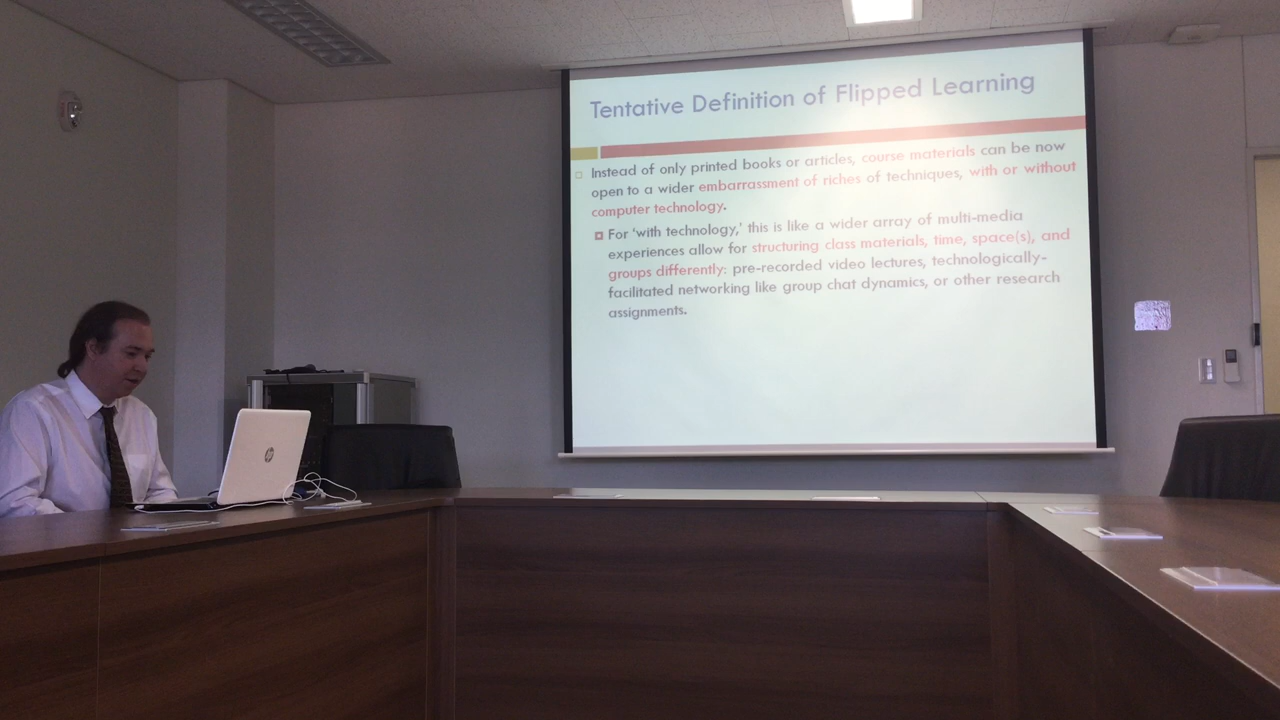 Tentative Definition of Flipped Learning
Instead of only printed books or articles, course materials can be now
open to a wider embarrassment of riches of techniques, with or without
computer technology.
For ‘with technology,’ this is like a wider array of multi-media
experiences allow for structuring class materials, time, space(s), and
groups differently: pre-recorded video lectures, technologically-
facilitated networking like group chat dynamics, or other research
assignments.
hp